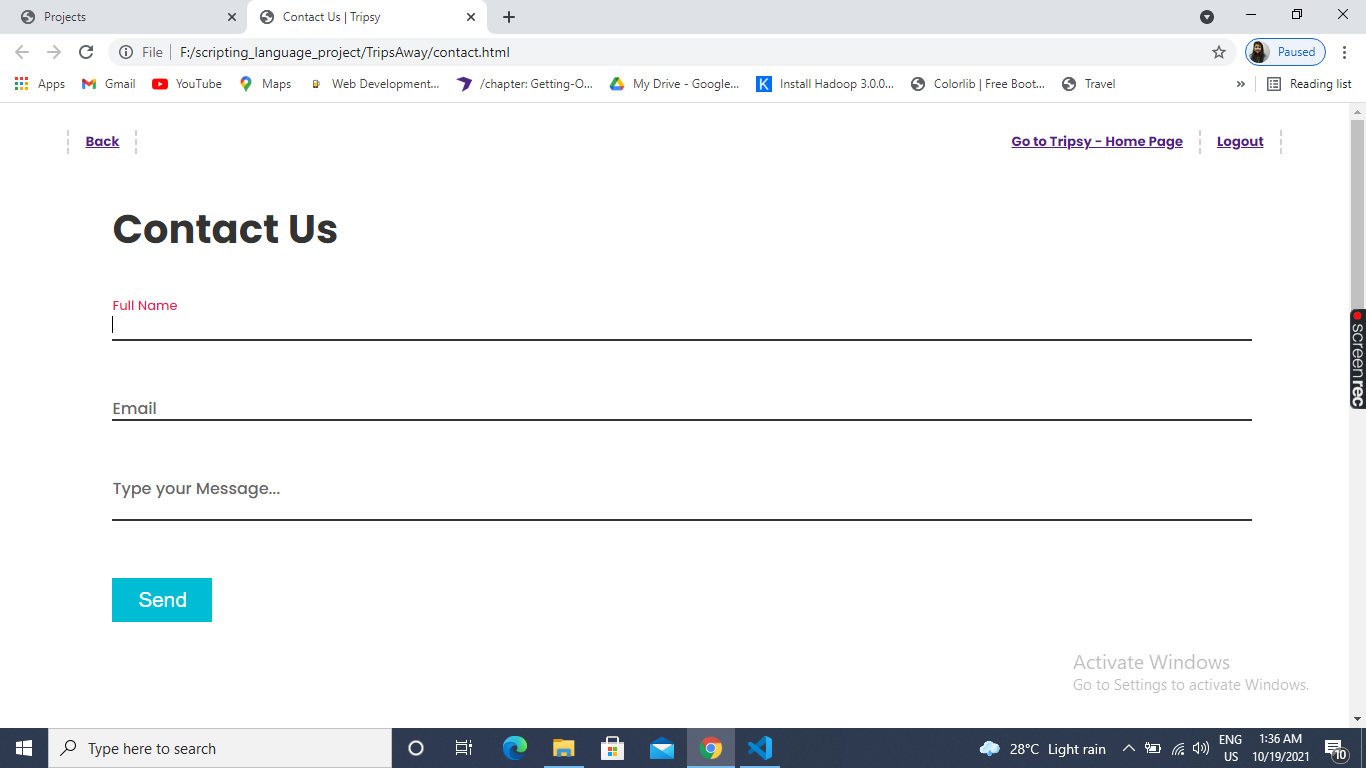 Projects
Contact Us | Tripsy
File
F:/scripting_language_project/TripsAway/contact.html
Paused
Apps
Gmail
YouTube
Maps
Web Development...
/chapter: Getting-O...
My Drive - Google...
Install Hadoop 3.0.0...
Colorlib | Free Boot...
Travel
»
Reading list
Back
Go to Tripsy - Home Page
Logout
Contact Us
Full Name
Email
Type your Message...
Send
screenrec
Activate Windows
Go to Settings to activate Windows.
Type here to search
28°C Light rain
ENG
US
1:36 AM
10/19/2021
10